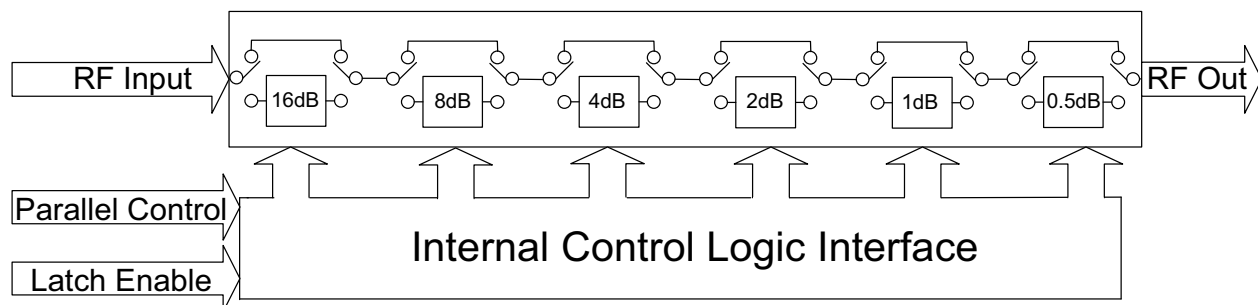 RF Input
16dB
8dB
4dB
2dB
1dB
0.5dB
RF Out
Parallel Control
Internal Control Logic Interface
Latch Enable